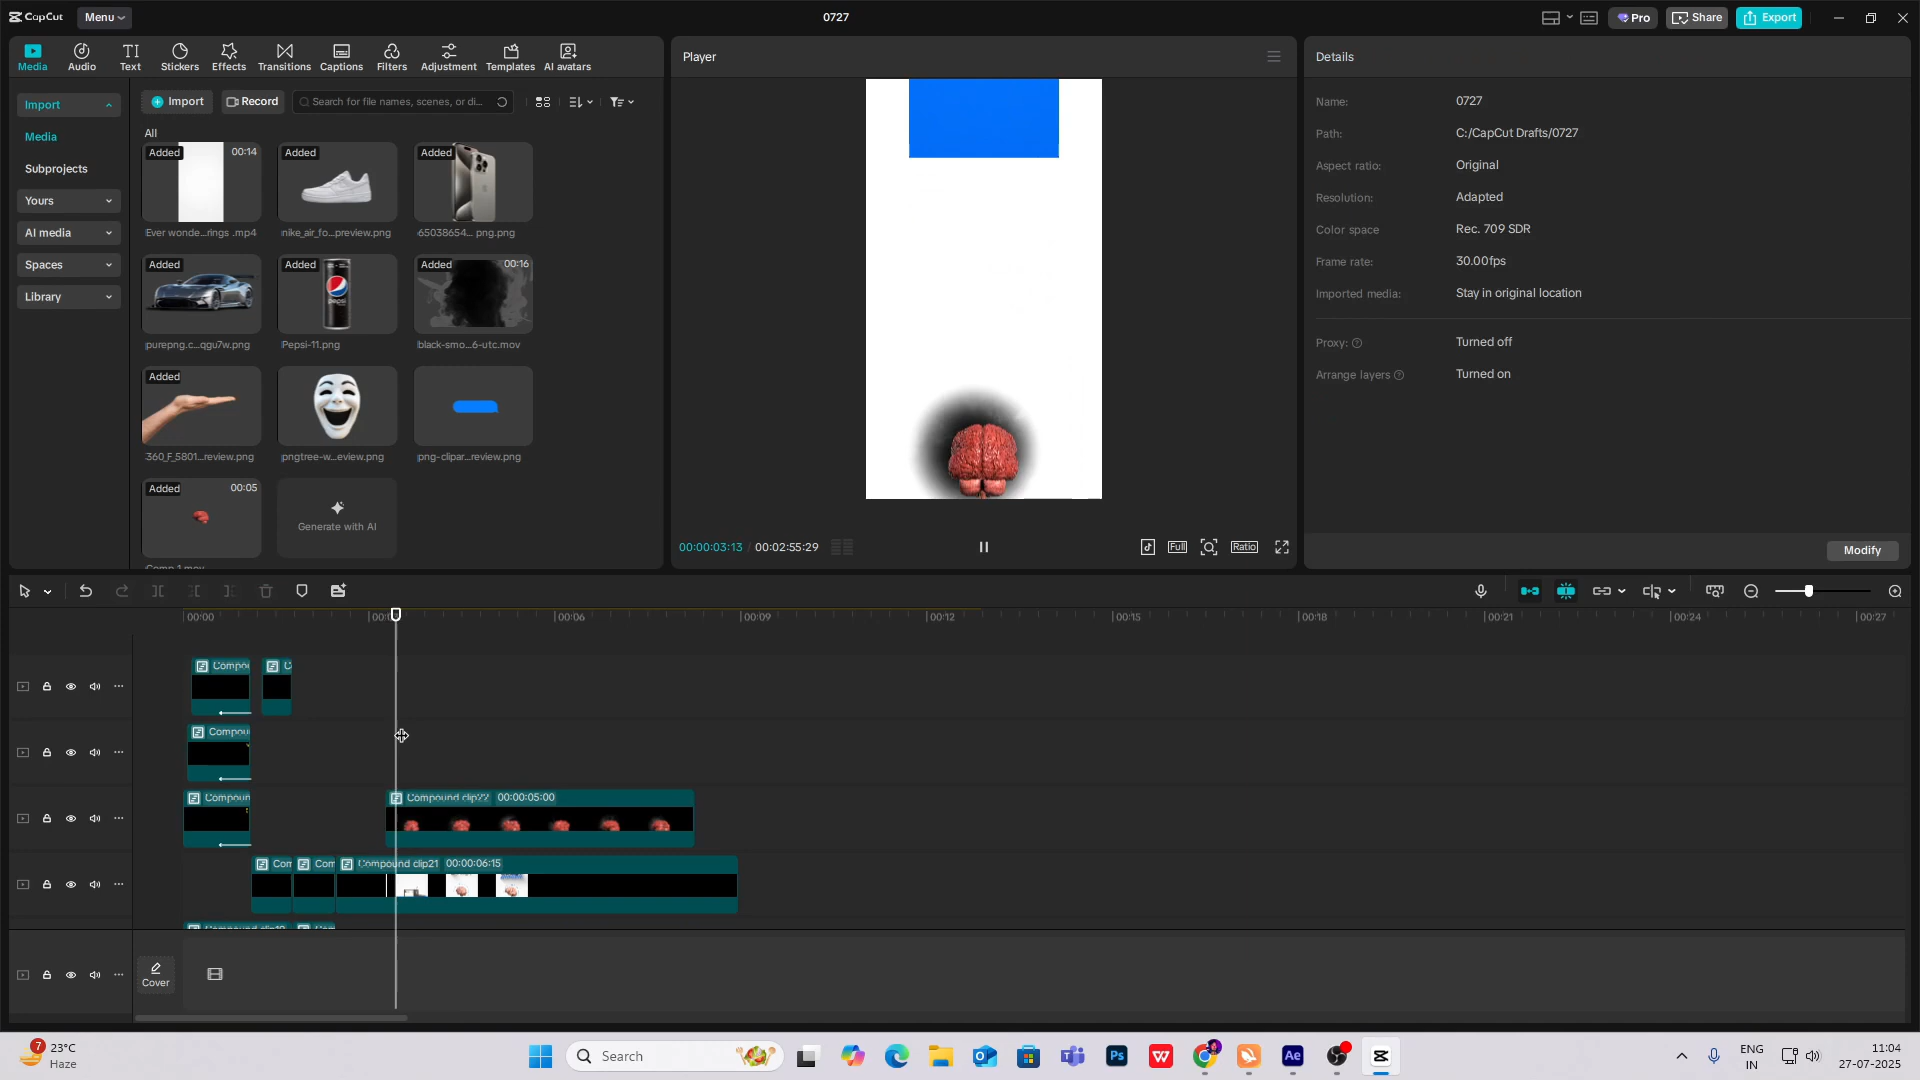 CapCut
Menu
0727
Pro
Share
Export
Media
Audio
Text
Stickers
Effects
Transitions
Captions
Filters
Adjustment
Templates
AI avatars
Import
Media
Subprojects
Yours
AI media
Spaces
Library
Import
Record
Search for file names, scenes, or di...
All
Added 00:14
Added
Added
Ever wonde...rings .mp4
nike_air_fo...preview.png
65038654... png.png
Added
Added
Added 00:16
purepng.c...qgu7w.png
Pepsi-11.png
black-smo...6-utc.mov
Added
360_F_5801...review.png
pngtree-w...eview.png
png-clipar...review.png
Added 00:05
Generate with AI
Comp 1.mov
pepsi
Player
00:00:03:13 / 00:02:55:29
Full
Ratio
Details
Name: 0727
Path: C:/CapCut Drafts/0727
Aspect ratio: Original
Resolution: Adapted
Color space Rec. 709 SDR
Frame rate: 30.00fps
Imported media: Stay in original location
Proxy: Turned off
Arrange layers Turned on
Modify
00:00
00:06
00:09
00:12
00:15
00:18
00:21
00:24
00:27
Compo
C
Compou
Compoun
Compound clip22 00:00:05:00
Com
Com
Compound clip21 00:00:06:15
Compound clip19
Com
Cover
7
23°C
Haze
Search
Ps
W
Ae
ENG
IN
11:04
27-07-2025